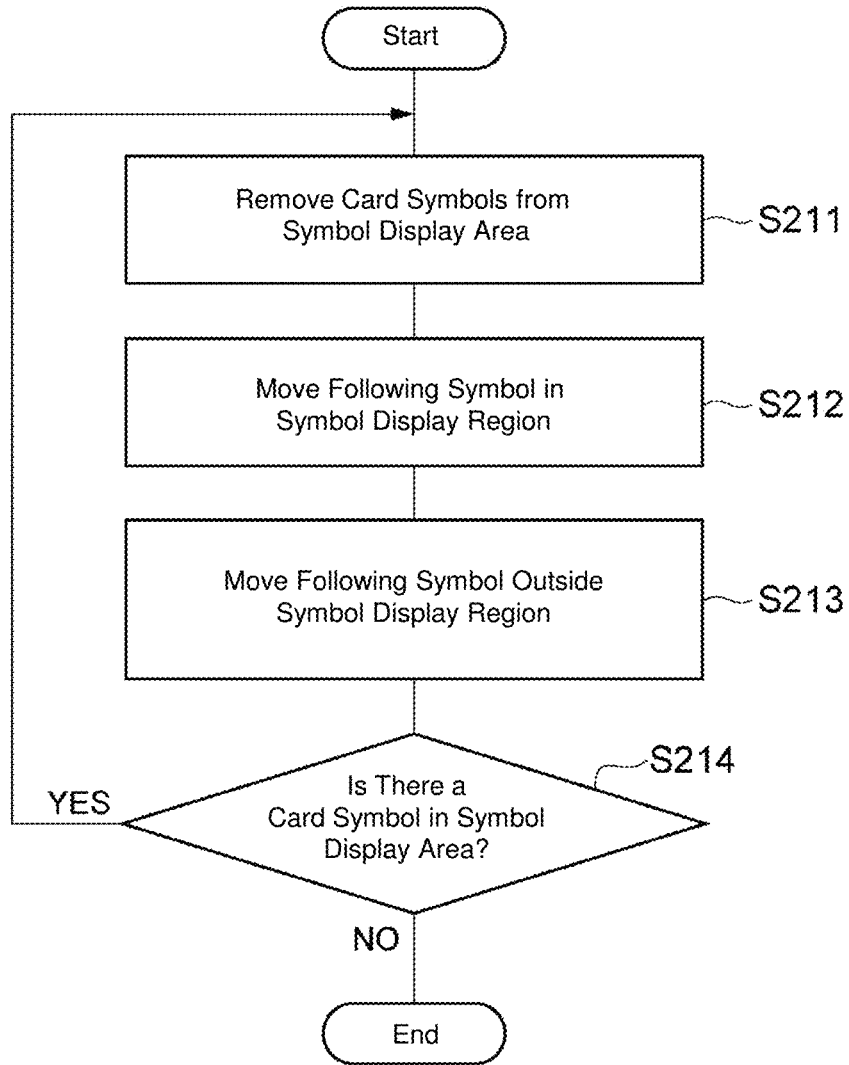 Start
Remove Card Symbols from
Symbol Display Area
S211
Move Following Symbol in
Symbol Display Region
S212
Move Following Symbol Outside
Symbol Display Region
S213
S214
Is There a
Card Symbol in Symbol
Display Area?
YES
NO
End